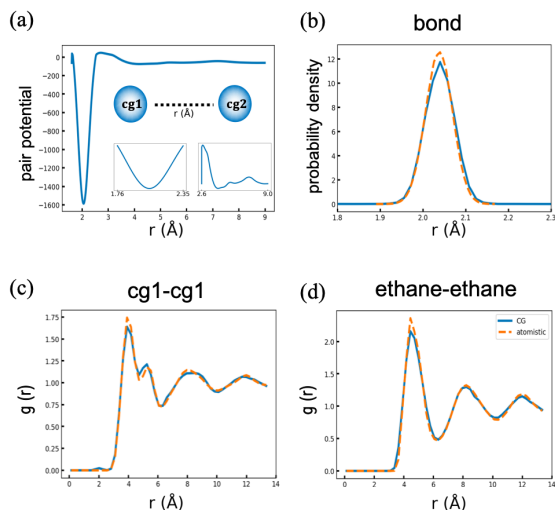 (a)
pair potential
0
−200
−400
−600
−800
−1000
−1200
−1400
−1600
cg1
cg2
r (Å)
1.76 2.35
2.6 9.0
2 3 4 5 6 7 8 9
r (Å)
(b)
bond
probability density
12
10
8
6
4
2
0
1.8 1.9 2.0 2.1 2.2 2.3
r (Å)
(c)
cg1-cg1
g (r)
1.75
1.50
1.25
1.00
0.75
0.50
0.25
0.00
0 2 4 6 8 10 12 14
r (Å)
(d)
ethane-ethane
CG
atomistic
g (r)
2.0
1.5
1.0
0.5
0.0
0 2 4 6 8 10 12 14
r (Å)